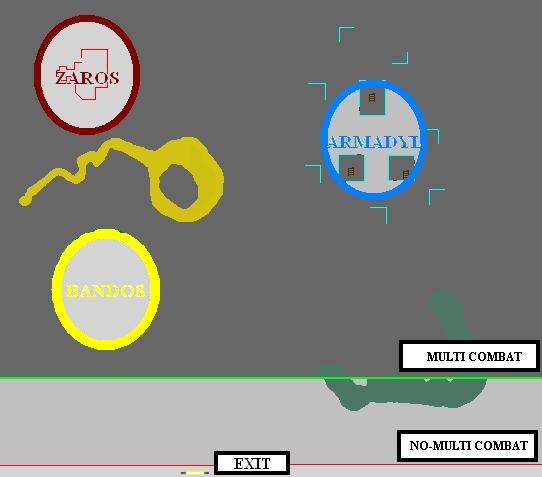 ZAROS
ARMADYL
BANDOS
MULTI COMBAT
NO-MULTI COMBAT
EXIT